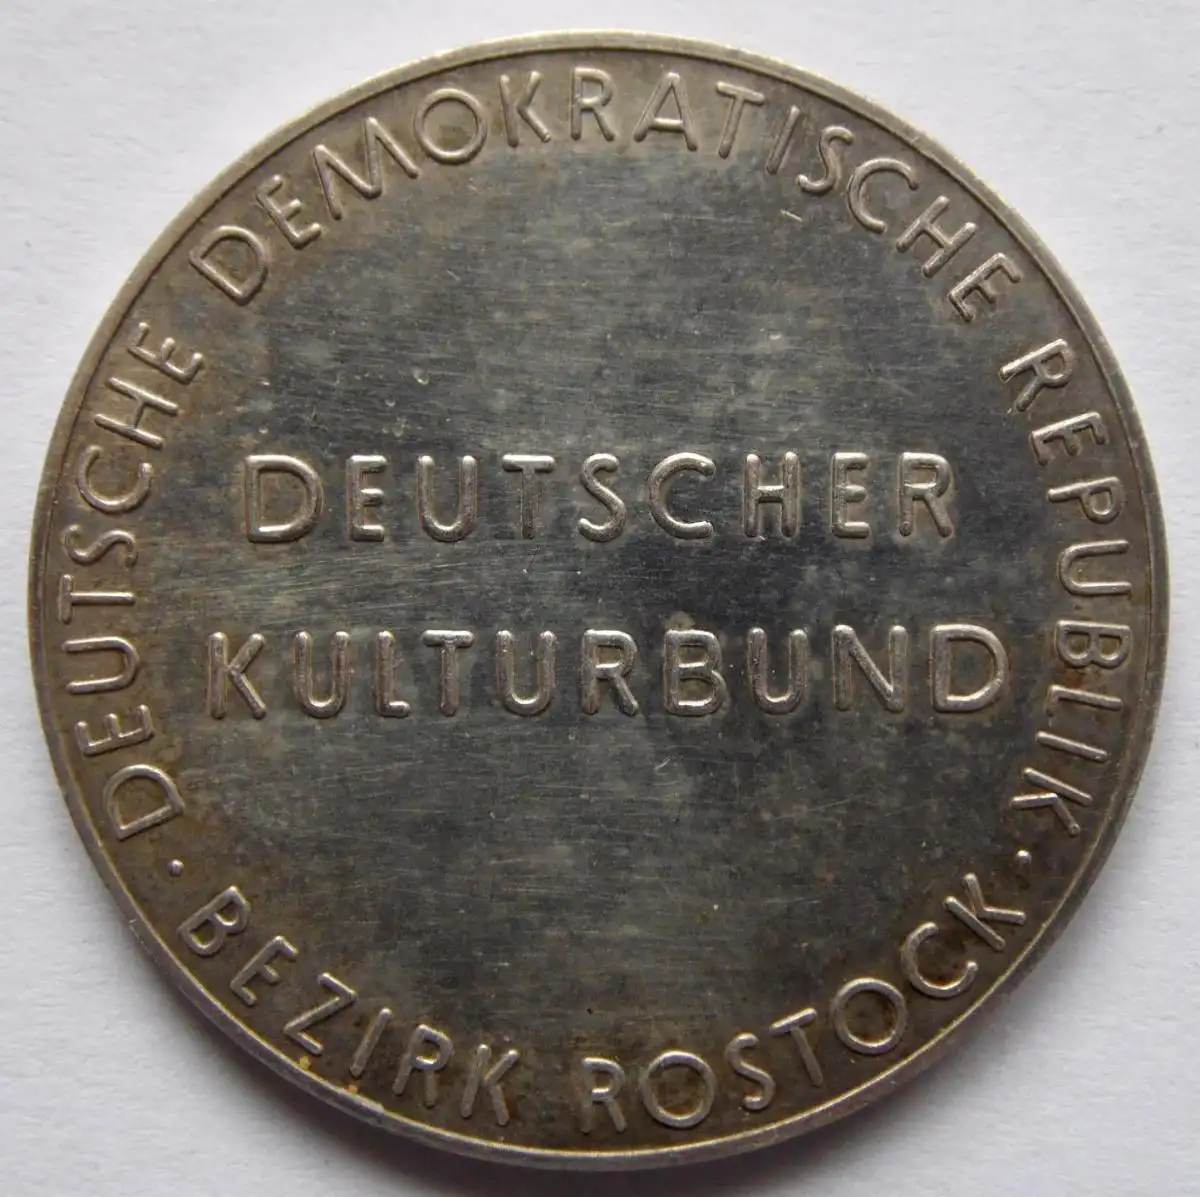 DEUTSCHE DEMOKRATISCHE REPUBLIK
DEUTSCHER
KULTURBUND
· BEZIRK ROSTOCK ·